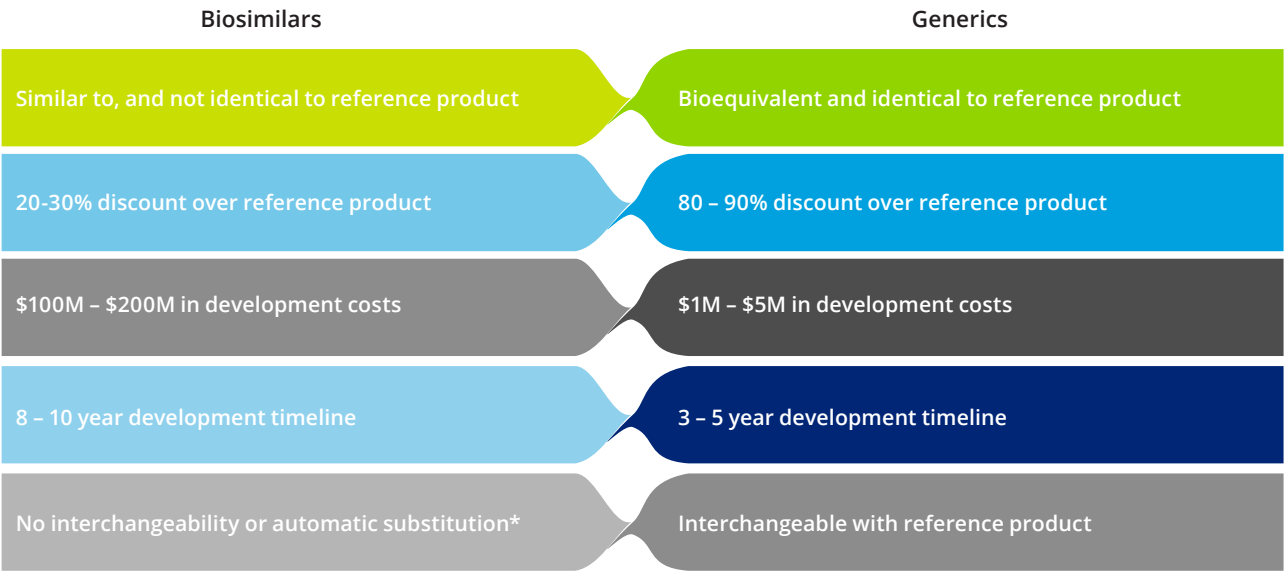 Biosimilars
Generics
Similar to, and not identical to reference product
Bioequivalent and identical to reference product
20-30% discount over reference product
80 – 90% discount over reference product
$100M – $200M in development costs
$1M – $5M in development costs
8 – 10 year development timeline
3 – 5 year development timeline
No interchangeability or automatic substitution*
Interchangeable with reference product